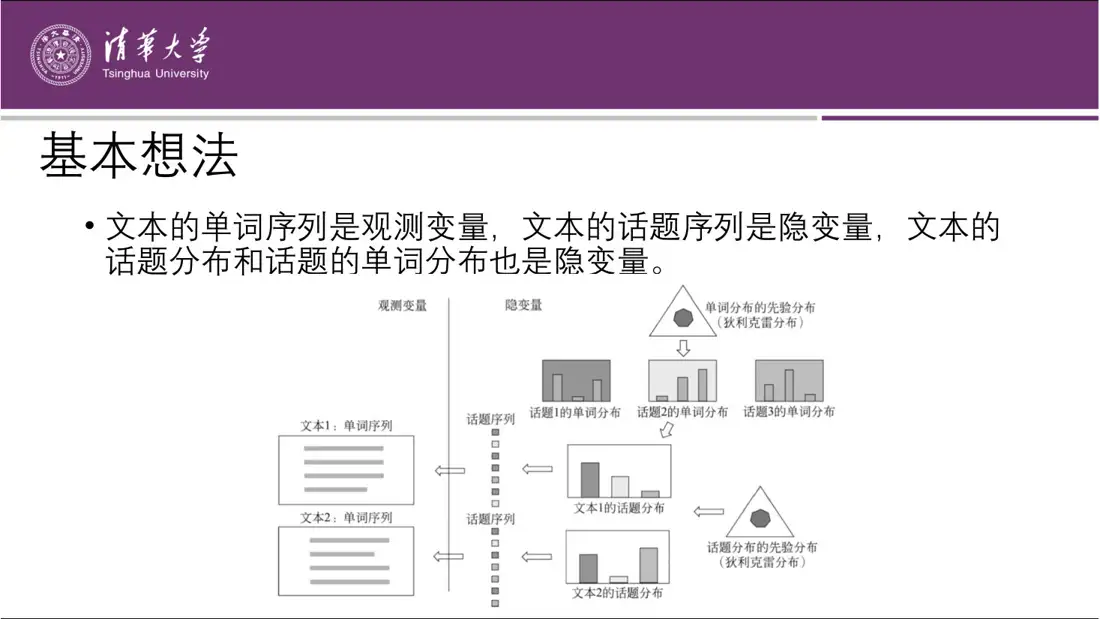 清华大学
Tsinghua University
基本想法
• 文本的单词序列是观测变量，文本的话题序列是隐变量，文本的
话题分布和话题的单词分布也是隐变量。
观测变量
隐变量
单词分布的先验分布
（狄利克雷分布）
话题1的单词分布
话题2的单词分布
话题3的单词分布
文本1：单词序列
话题序列
文本1的话题分布
文本2：单词序列
话题序列
话题分布的先验分布
（狄利克雷分布）
文本2的话题分布